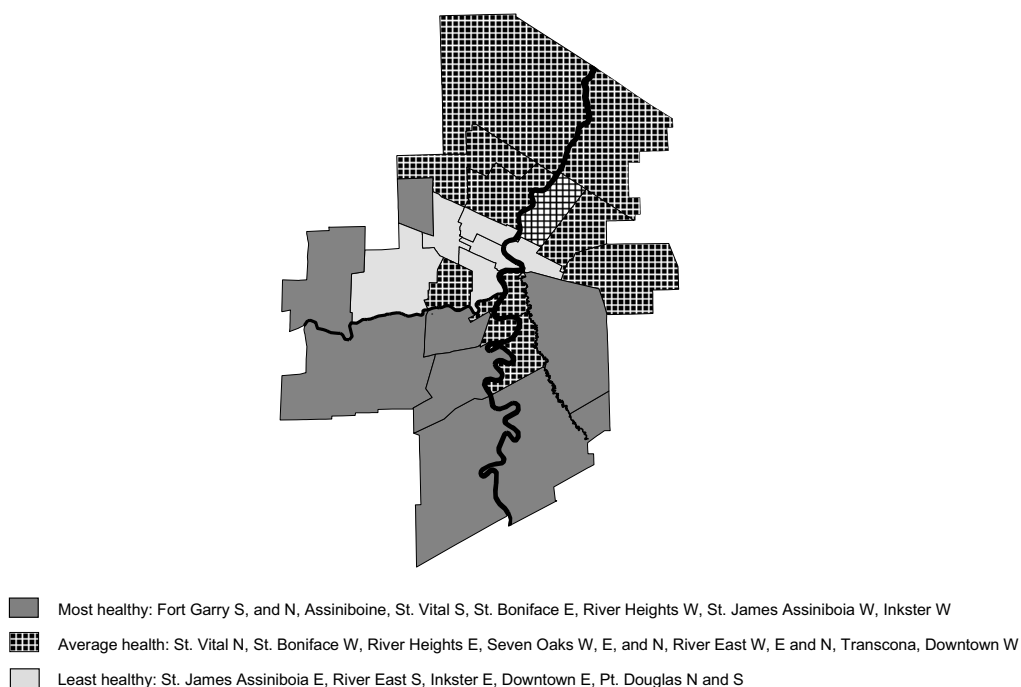 Most healthy: Fort Garry S, and N, Assiniboine, St. Vital S, St. Boniface E, River Heights W, St. James Assiniboia W, Inkster W
Average health: St. Vital N, St. Boniface W, River Heights E, Seven Oaks W, E, and N, River East W, E and N, Transcona, Downtown W
Least healthy: St. James Assiniboia E, River East S, Inkster E, Downtown E, Pt. Douglas N and S